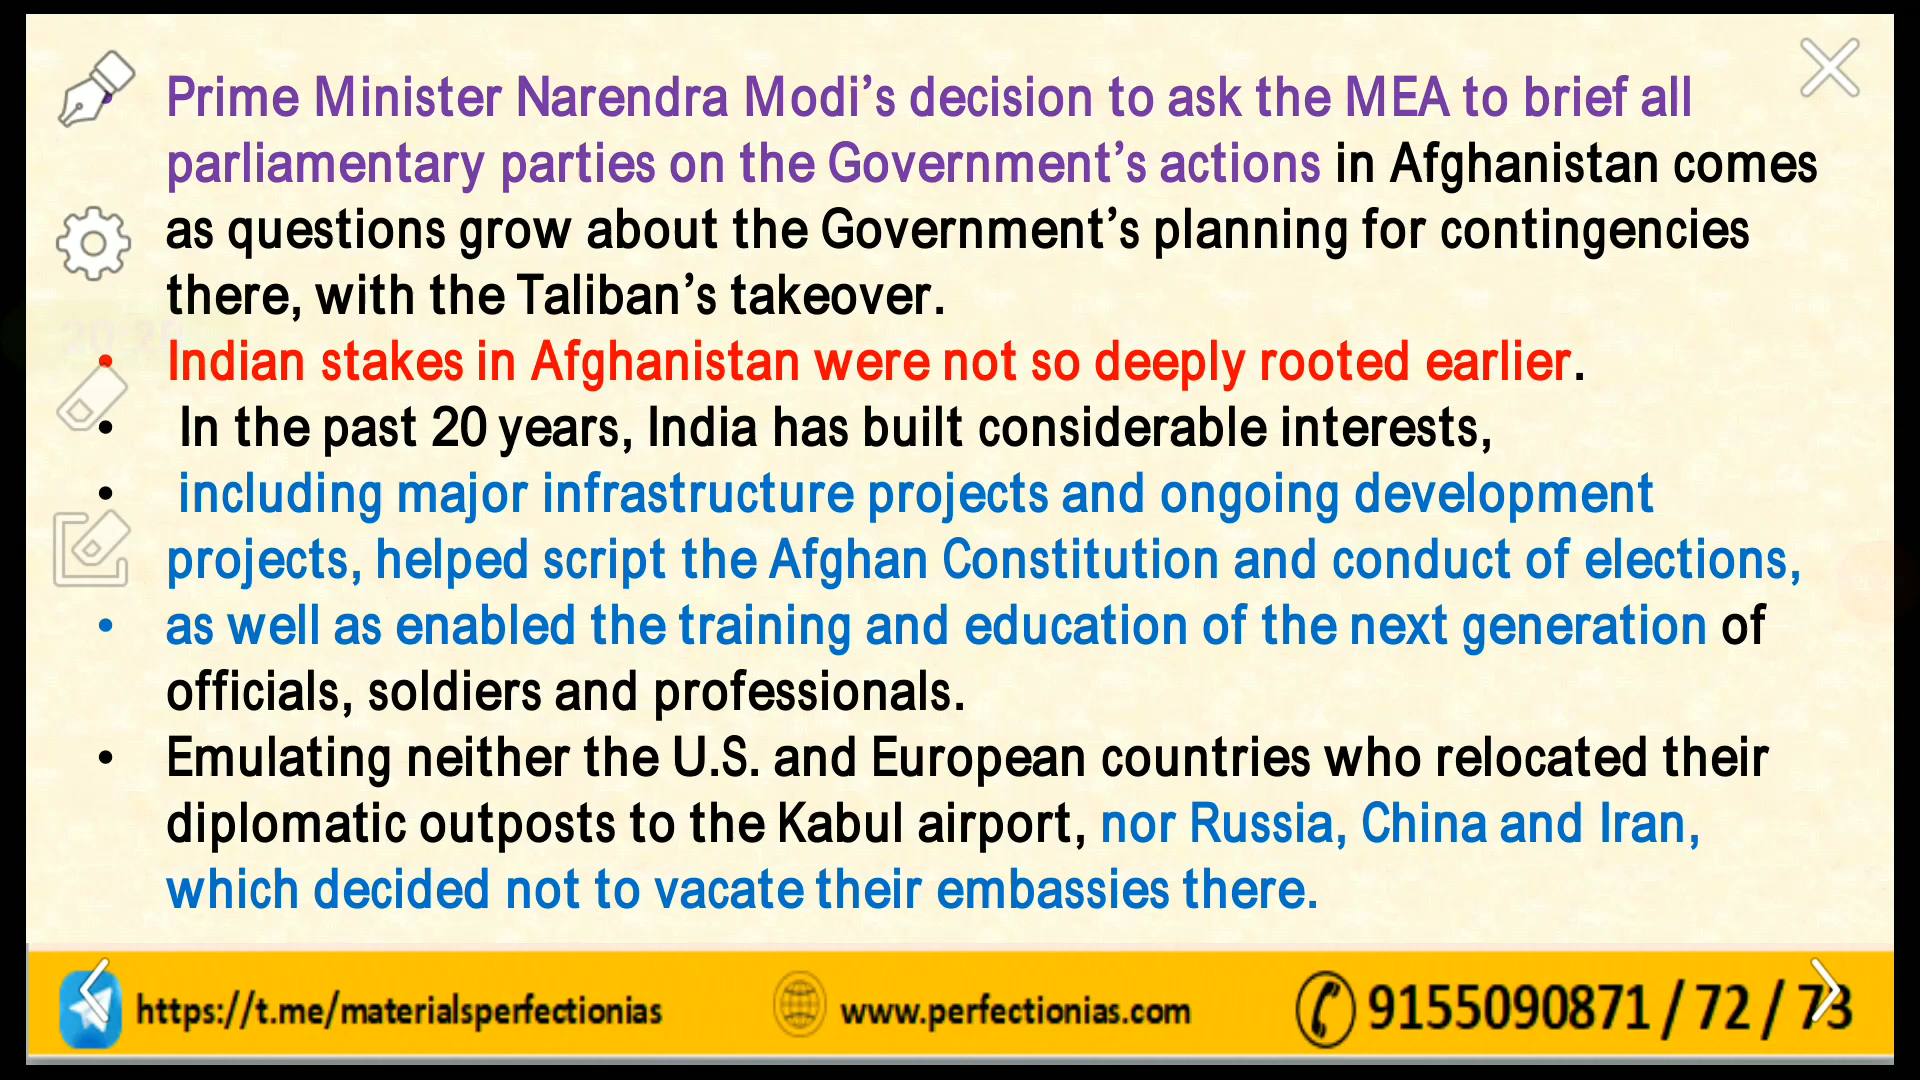 • Prime Minister Narendra Modi’s decision to ask the MEA to brief all
parliamentary parties on the Government’s actions in Afghanistan comes
as questions grow about the Government’s planning for contingencies
there, with the Taliban’s takeover.
• Indian stakes in Afghanistan were not so deeply rooted earlier.
• In the past 20 years, India has built considerable interests,
• including major infrastructure projects and ongoing development
projects, helped script the Afghan Constitution and conduct of elections,
• as well as enabled the training and education of the next generation of
officials, soldiers and professionals.
• Emulating neither the U.S. and European countries who relocated their
diplomatic outposts to the Kabul airport, nor Russia, China and Iran,
which decided not to vacate their embassies there.
https://t.me/materialsperfectionias www.perfectionias.com 9155090871 / 72 / 73